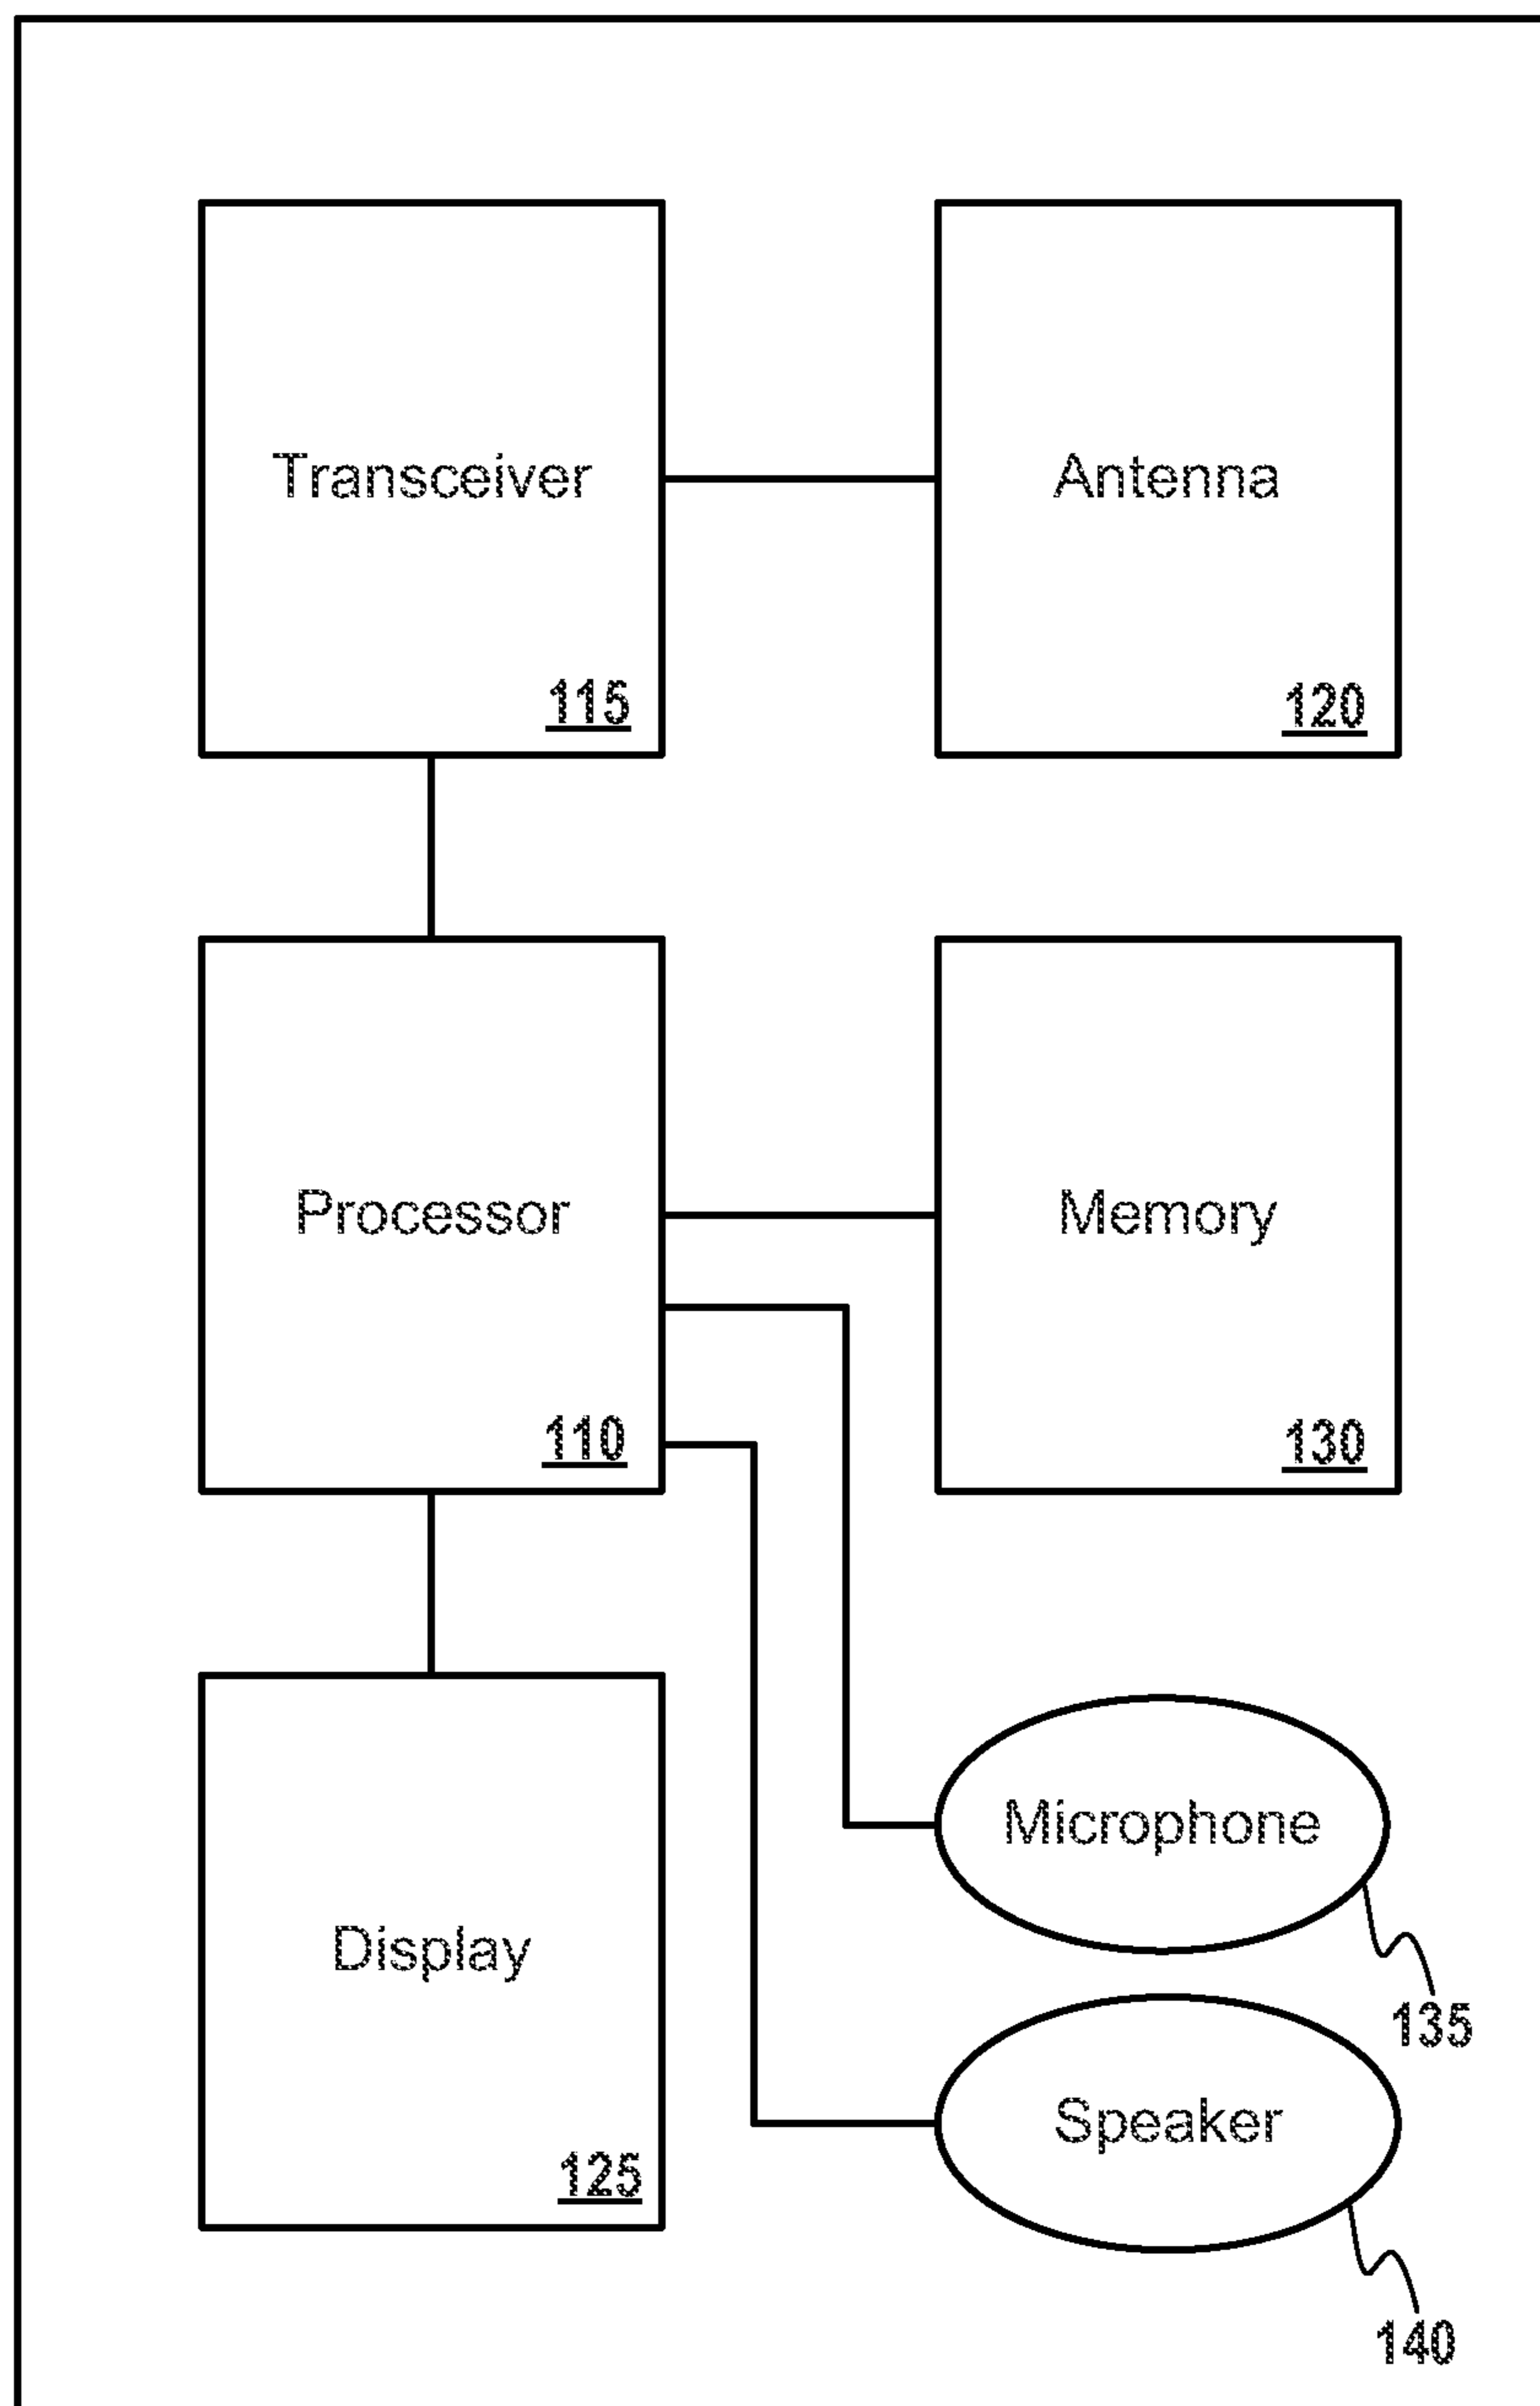 Transceiver
115
Antenna
120
Processor
110
Memory
130
Display
125
Microphone
135
Speaker
140